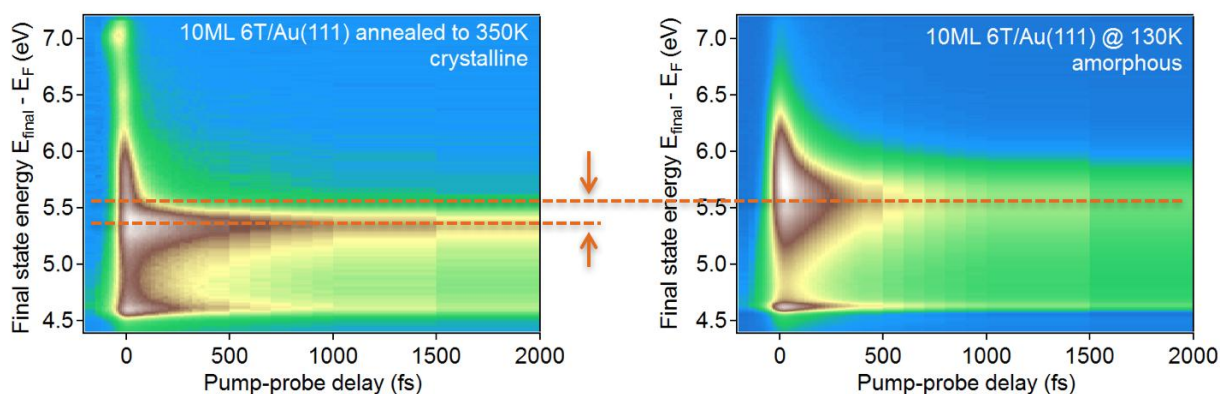 10ML 6T/Au(111) annealed to 350K
crystalline
Final state energy E_final - E_F (eV)
7.0
6.5
6.0
5.5
5.0
4.5
0
500
1000
1500
2000
Pump-probe delay (fs)
10ML 6T/Au(111) @ 130K
amorphous
Final state energy E_final - E_F (eV)
7.0
6.5
6.0
5.5
5.0
4.5
0
500
1000
1500
2000
Pump-probe delay (fs)